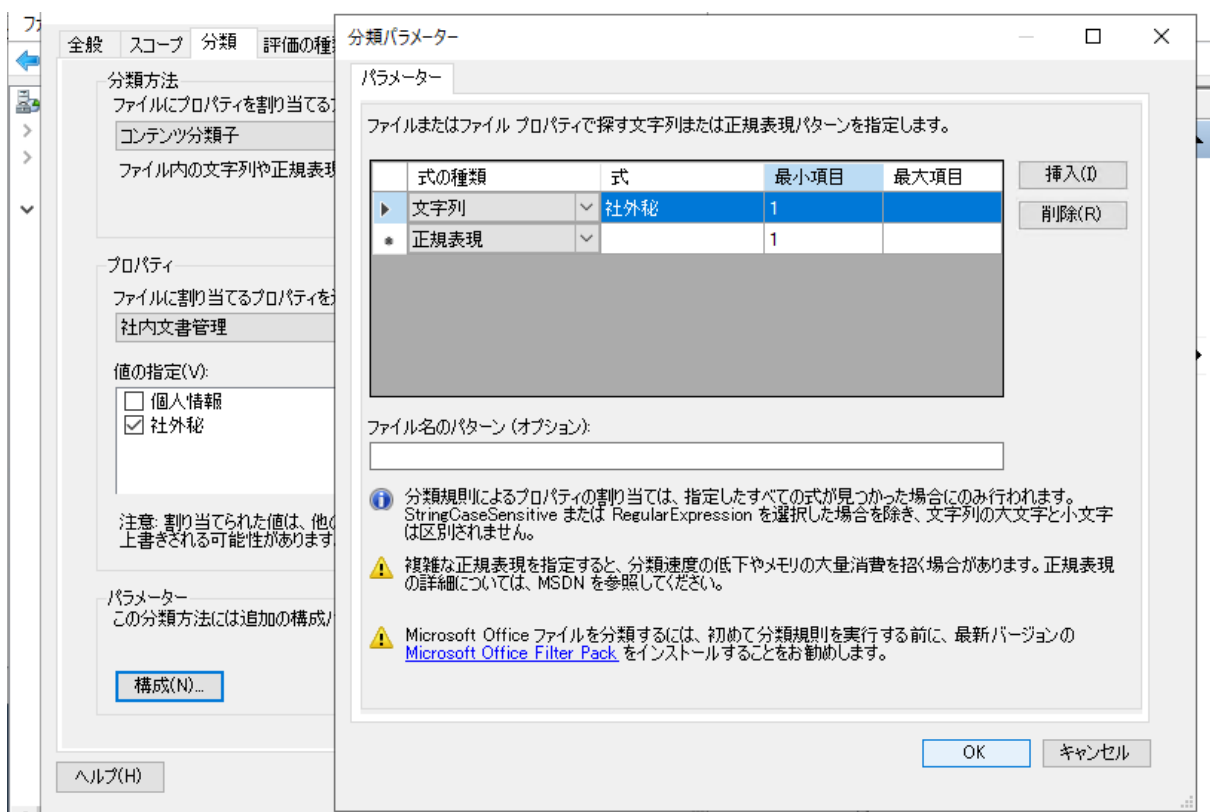 ファ
全般 スコープ 分類 評価の種
分類方法
ファイルにプロパティを割り当てる
コンテンツ分類子
ファイル内の文字列や正規表現
プロパティ
ファイルに割り当てるプロパティを
社内文書管理
値の指定(V):
個人情報
社外秘
注意: 割り当てられた値は、他の
上書きされる可能性があります
パラメーター
この分類方法には追加の構成パ
構成(N)...
ヘルプ(H)
分類パラメーター
パラメーター
ファイルまたはファイル プロパティで探す文字列または正規表現パターンを指定します。
式の種類 式 最小項目 最大項目
文字列 社外秘 1
正規表現 1
挿入(I)
削除(R)
ファイル名のパターン (オプション):
分類規則によるプロパティの割り当ては、指定したすべての式が見つかった場合にのみ行われます。
StringCaseSensitive または RegularExpression を選択した場合を除き、文字列の大文字と小文字
は区別されません。
複雑な正規表現を指定すると、分類速度の低下やメモリの大量消費を招く場合があります。正規表現
の詳細については、MSDN を参照してください。
Microsoft Office ファイルを分類するには、初めて分類規則を実行する前に、最新バージョンの
Microsoft Office Filter Pack をインストールすることをお勧めします。
OK キャンセル